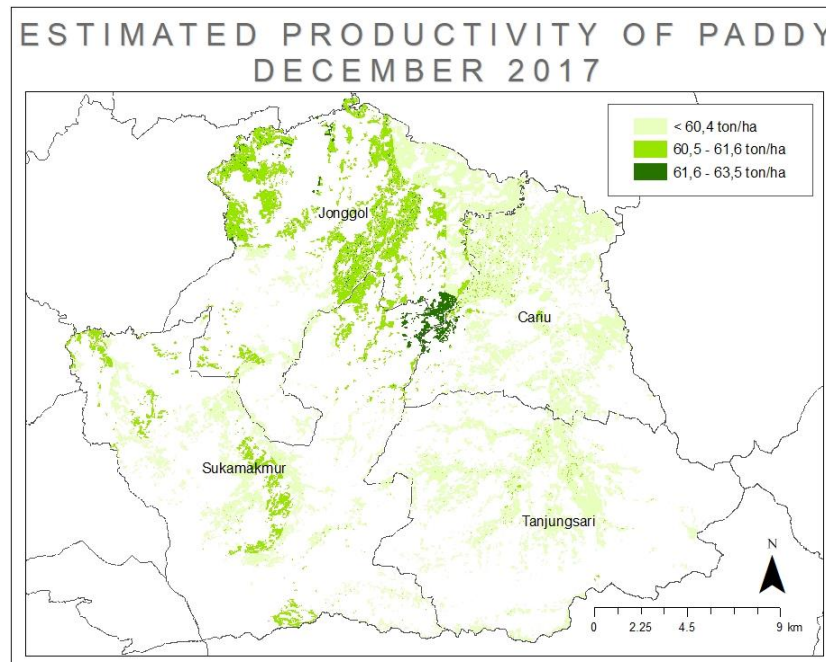 ESTIMATED PRODUCTIVITY OF PADDY
DECEMBER 2017
< 60,4 ton/ha
60,5 - 61,6 ton/ha
61,6 - 63,5 ton/ha
Jonggol
Cariu
Sukamakmur
Tanjungsari
N
0 2.25 4.5 9 km